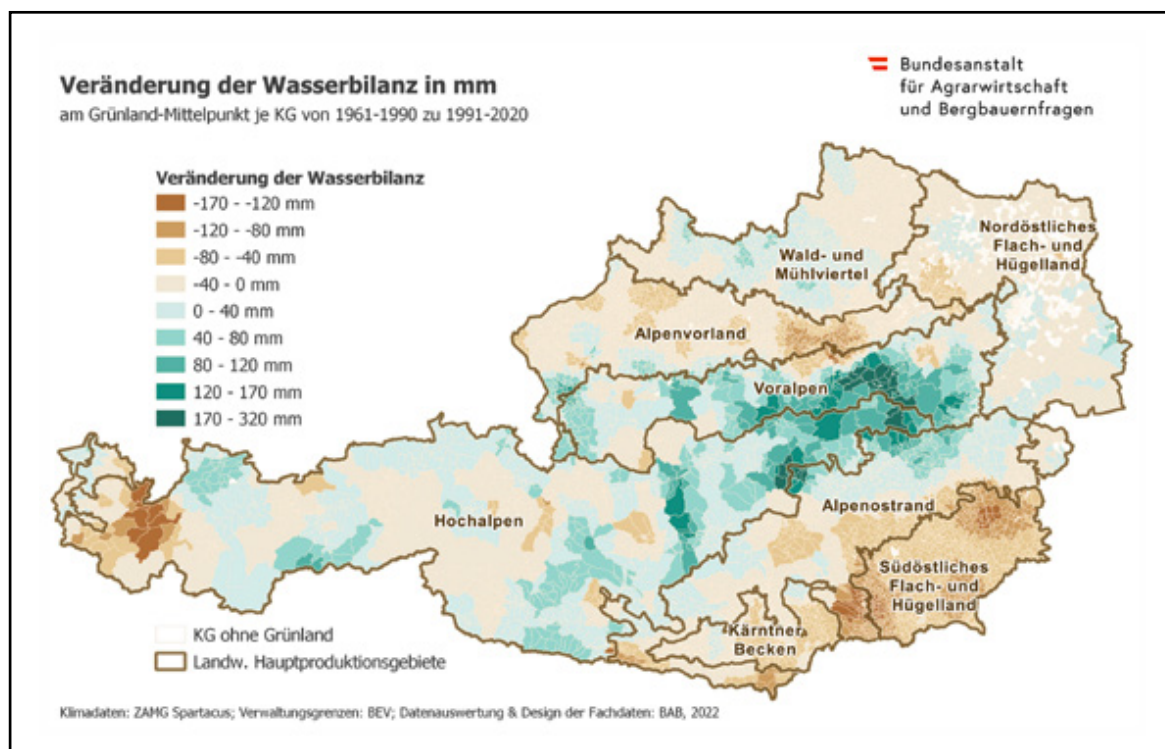 Veränderung der Wasserbilanz in mm
am Grünland-Mittelpunkt je KG von 1961-1990 zu 1991-2020
Bundesanstalt
für Agrarwirtschaft
und Bergbauernfragen
Veränderung der Wasserbilanz
-170 - -120 mm
-120 - -80 mm
-80 - -40 mm
-40 - 0 mm
0 - 40 mm
40 - 80 mm
80 - 120 mm
120 - 170 mm
170 - 320 mm
Nordöstliches
Flach- und
Hügelland
Wald- und
Mühlviertel
Alpenvorland
Voralpen
Hochalpen
Alpenostrand
Südöstliches
Flach- und
Hügelland
Kärntner
Becken
KG ohne Grünland
Landw. Hauptproduktionsgebiete
Klimadaten: ZAMG Spartacus; Verwaltungsgrenzen: BEV; Datenauswertung & Design der Fachdaten: BAB, 2022